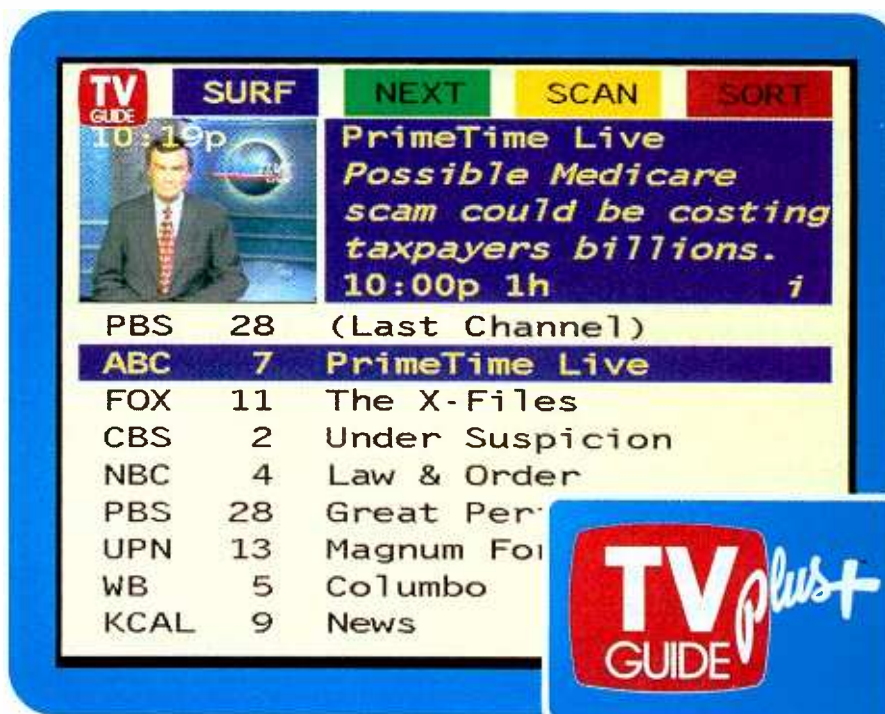 TV GUIDE SURF NEXT SCAN SORT
10:19p
PrimeTime Live
Possible Medicare
scam could be costing
taxpayers billions.
10:00p 1h i
PBS 28 (Last Channel)
ABC 7 PrimeTime Live
FOX 11 The X-Files
CBS 2 Under Suspicion
NBC 4 Law & Order
PBS 28 Great Per
UPN 13 Magnum Fo
WB 5 Columbo
KCAL 9 News
TV GUIDE plus+